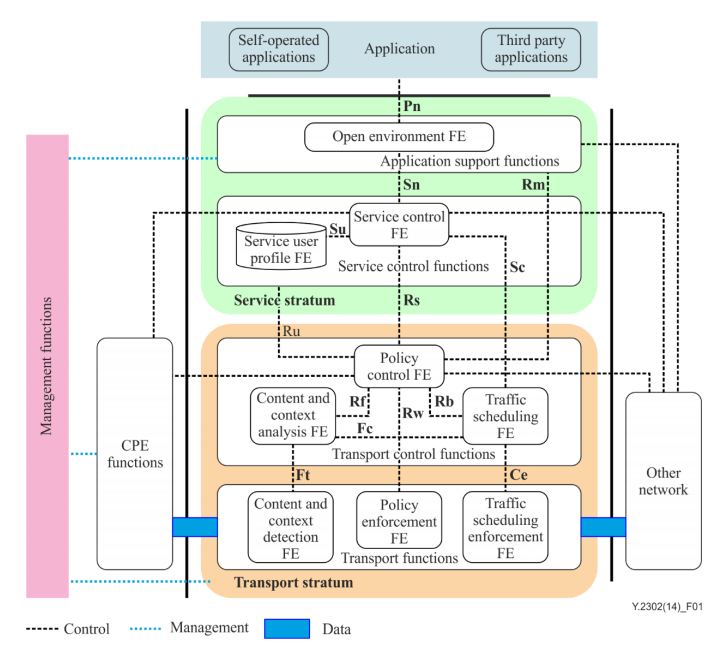 Self-operated
applications
Application
Third party
applications
Pn
Open environment FE
Application support functions
Sn
Rm
Service control
FE
Su
Service user
profile FE
Service control functions
Sc
Service stratum
Rs
Management functions
Ru
Policy
control FE
Content and
context
analysis FE
Rf
Rw
Rb
Fc
Traffic
scheduling
FE
Transport control functions
CPE
functions
Other
network
Ft
Ce
Content and
context
detection
FE
Policy
enforcement
FE
Traffic
scheduling
enforcement
FE
Transport functions
Transport stratum
Y.2302(14)_F01
Control
Management
Data